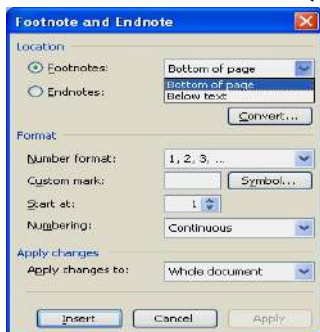 Footnote and Endnote
Location
Footnotes: Bottom of page
Bottom of page
Endnotes: Below text
Convert...
Format
Number format: 1, 2, 3, ...
Custom mark: Symbol...
Start at: 1
Numbering: Continuous
Apply changes
Apply changes to: Whole document
Insert Cancel Apply